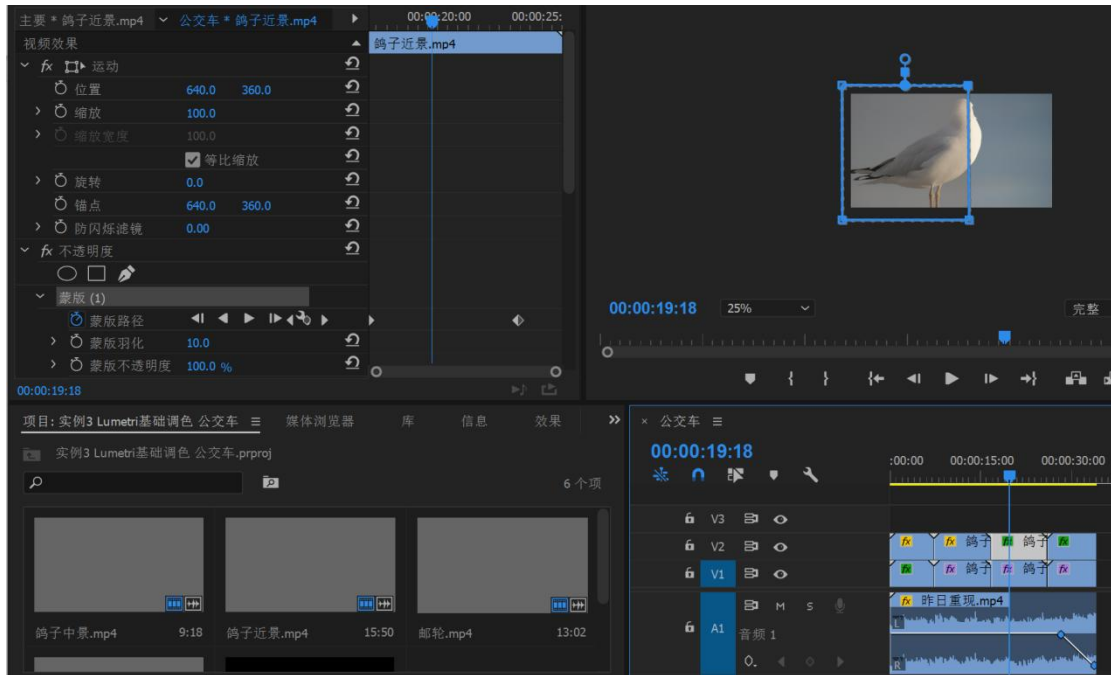 主要 * 鸽子近景.mp4 公交车 * 鸽子近景.mp4 00:00:20:00 00:00:25:
视频效果 鸽子近景.mp4
fx 运动
位置 640.0 360.0
缩放 100.0
缩放宽度 100.0
等比缩放
旋转 0.0
锚点 640.0 360.0
防闪烁滤镜 0.00
fx 不透明度
蒙版 (1)
蒙版路径
蒙版羽化 10.0
蒙版不透明度 100.0 %
00:00:19:18
00:00:19:18 25% 完整
项目: 实例3 Lumetri基础调色 公交车 媒体浏览器 库 信息 效果
实例3 Lumetri基础调色 公交车.prproj
6 个项
鸽子中景.mp4 9:18 鸽子近景.mp4 15:50 邮轮.mp4 13:02
× 公交车
00:00:19:18
:00:00 00:00:15:00 00:00:30:00
V3
V2 fx fx 鸽子 fx 鸽子 fx
V1 fx fx 鸽子 fx 鸽子 fx
A1 M S fx 昨日重现.mp4
音频 1
L
R